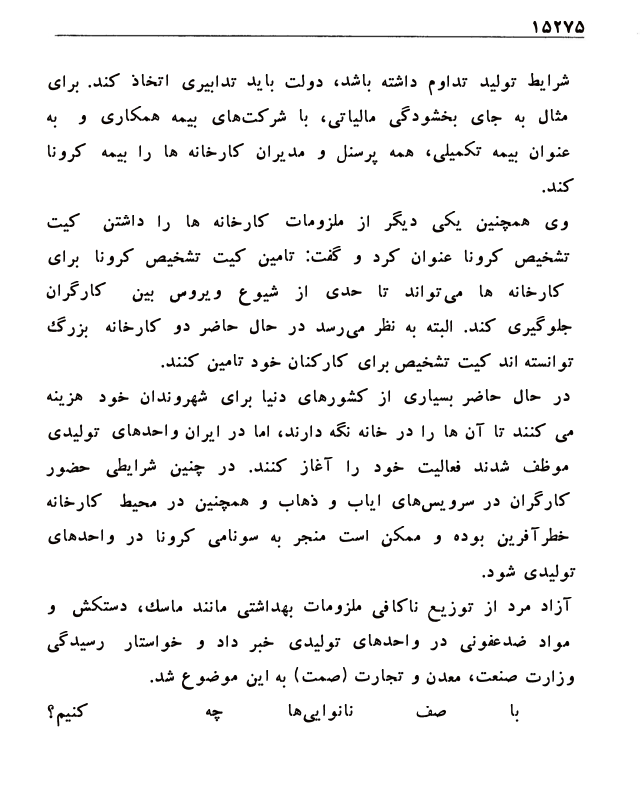 ۱۵۲۷۵
شرایط تولید تداوم داشته باشد، دولت باید تدابیری اتخاذ کند. برای
مثال به جای بخشودگی مالیاتی، با شرکت‌های بیمه همکاری و به
عنوان بیمه تکمیلی، همه پرسنل و مدیران کارخانه ها را بیمه کرونا
کند.
وی همچنین یکی دیگر از ملزومات کارخانه ها را داشتن کیت
تشخیص کرونا عنوان کرد و گفت: تامین کیت تشخیص کرونا برای
کارخانه ها می‌تواند تا حدی از شیوع ویروس بین کارگران
جلوگیری کند. البته به نظر می‌رسد در حال حاضر دو کارخانه بزرگ
توانسته اند کیت تشخیص برای کارکنان خود تامین کنند.
در حال حاضر بسیاری از کشورهای دنیا برای شهروندان خود هزینه
می کنند تا آن ها را در خانه نگه دارند، اما در ایران واحدهای تولیدی
موظف شدند فعالیت خود را آغاز کنند. در چنین شرایطی حضور
کارگران در سرویس‌های ایاب و ذهاب و همچنین در محیط کارخانه
خطرآفرین بوده و ممکن است منجر به سونامی کرونا در واحدهای
تولیدی شود.
آزاد مرد از توزیع ناکافی ملزومات بهداشتی مانند ماسک، دستکش و
مواد ضدعفونی در واحدهای تولیدی خبر داد و خواستار رسیدگی
وزارت صنعت، معدن و تجارت (صمت) به این موضوع شد.
با صف نانوایی‌ها چه کنیم؟